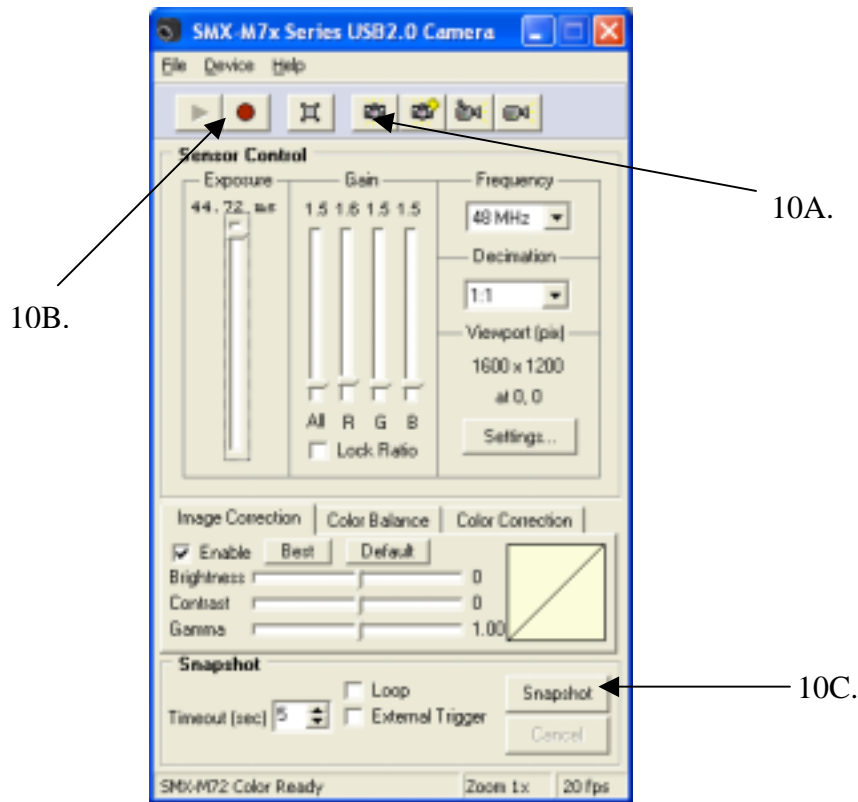 SMX-M7x Series USB2.0 Camera
File Device Help
Sensor Control
Exposure
44.72 ms
Gain
1.5 1.6 1.5 1.5
All R G B
Lock Ratio
Frequency
48 MHz
Decimation
1:1
Viewport (pix)
1600 x 1200
at 0, 0
Settings...
10A.
10B.
Image Correction Color Balance Color Correction
Enable Best Default
Brightness 0
Contrast 0
Gamma 1.00
Snapshot
Loop
Timeout (sec) 5 External Trigger
Snapshot
Cancel
10C.
SMX-M72 Color Ready Zoom 1x 20 fps